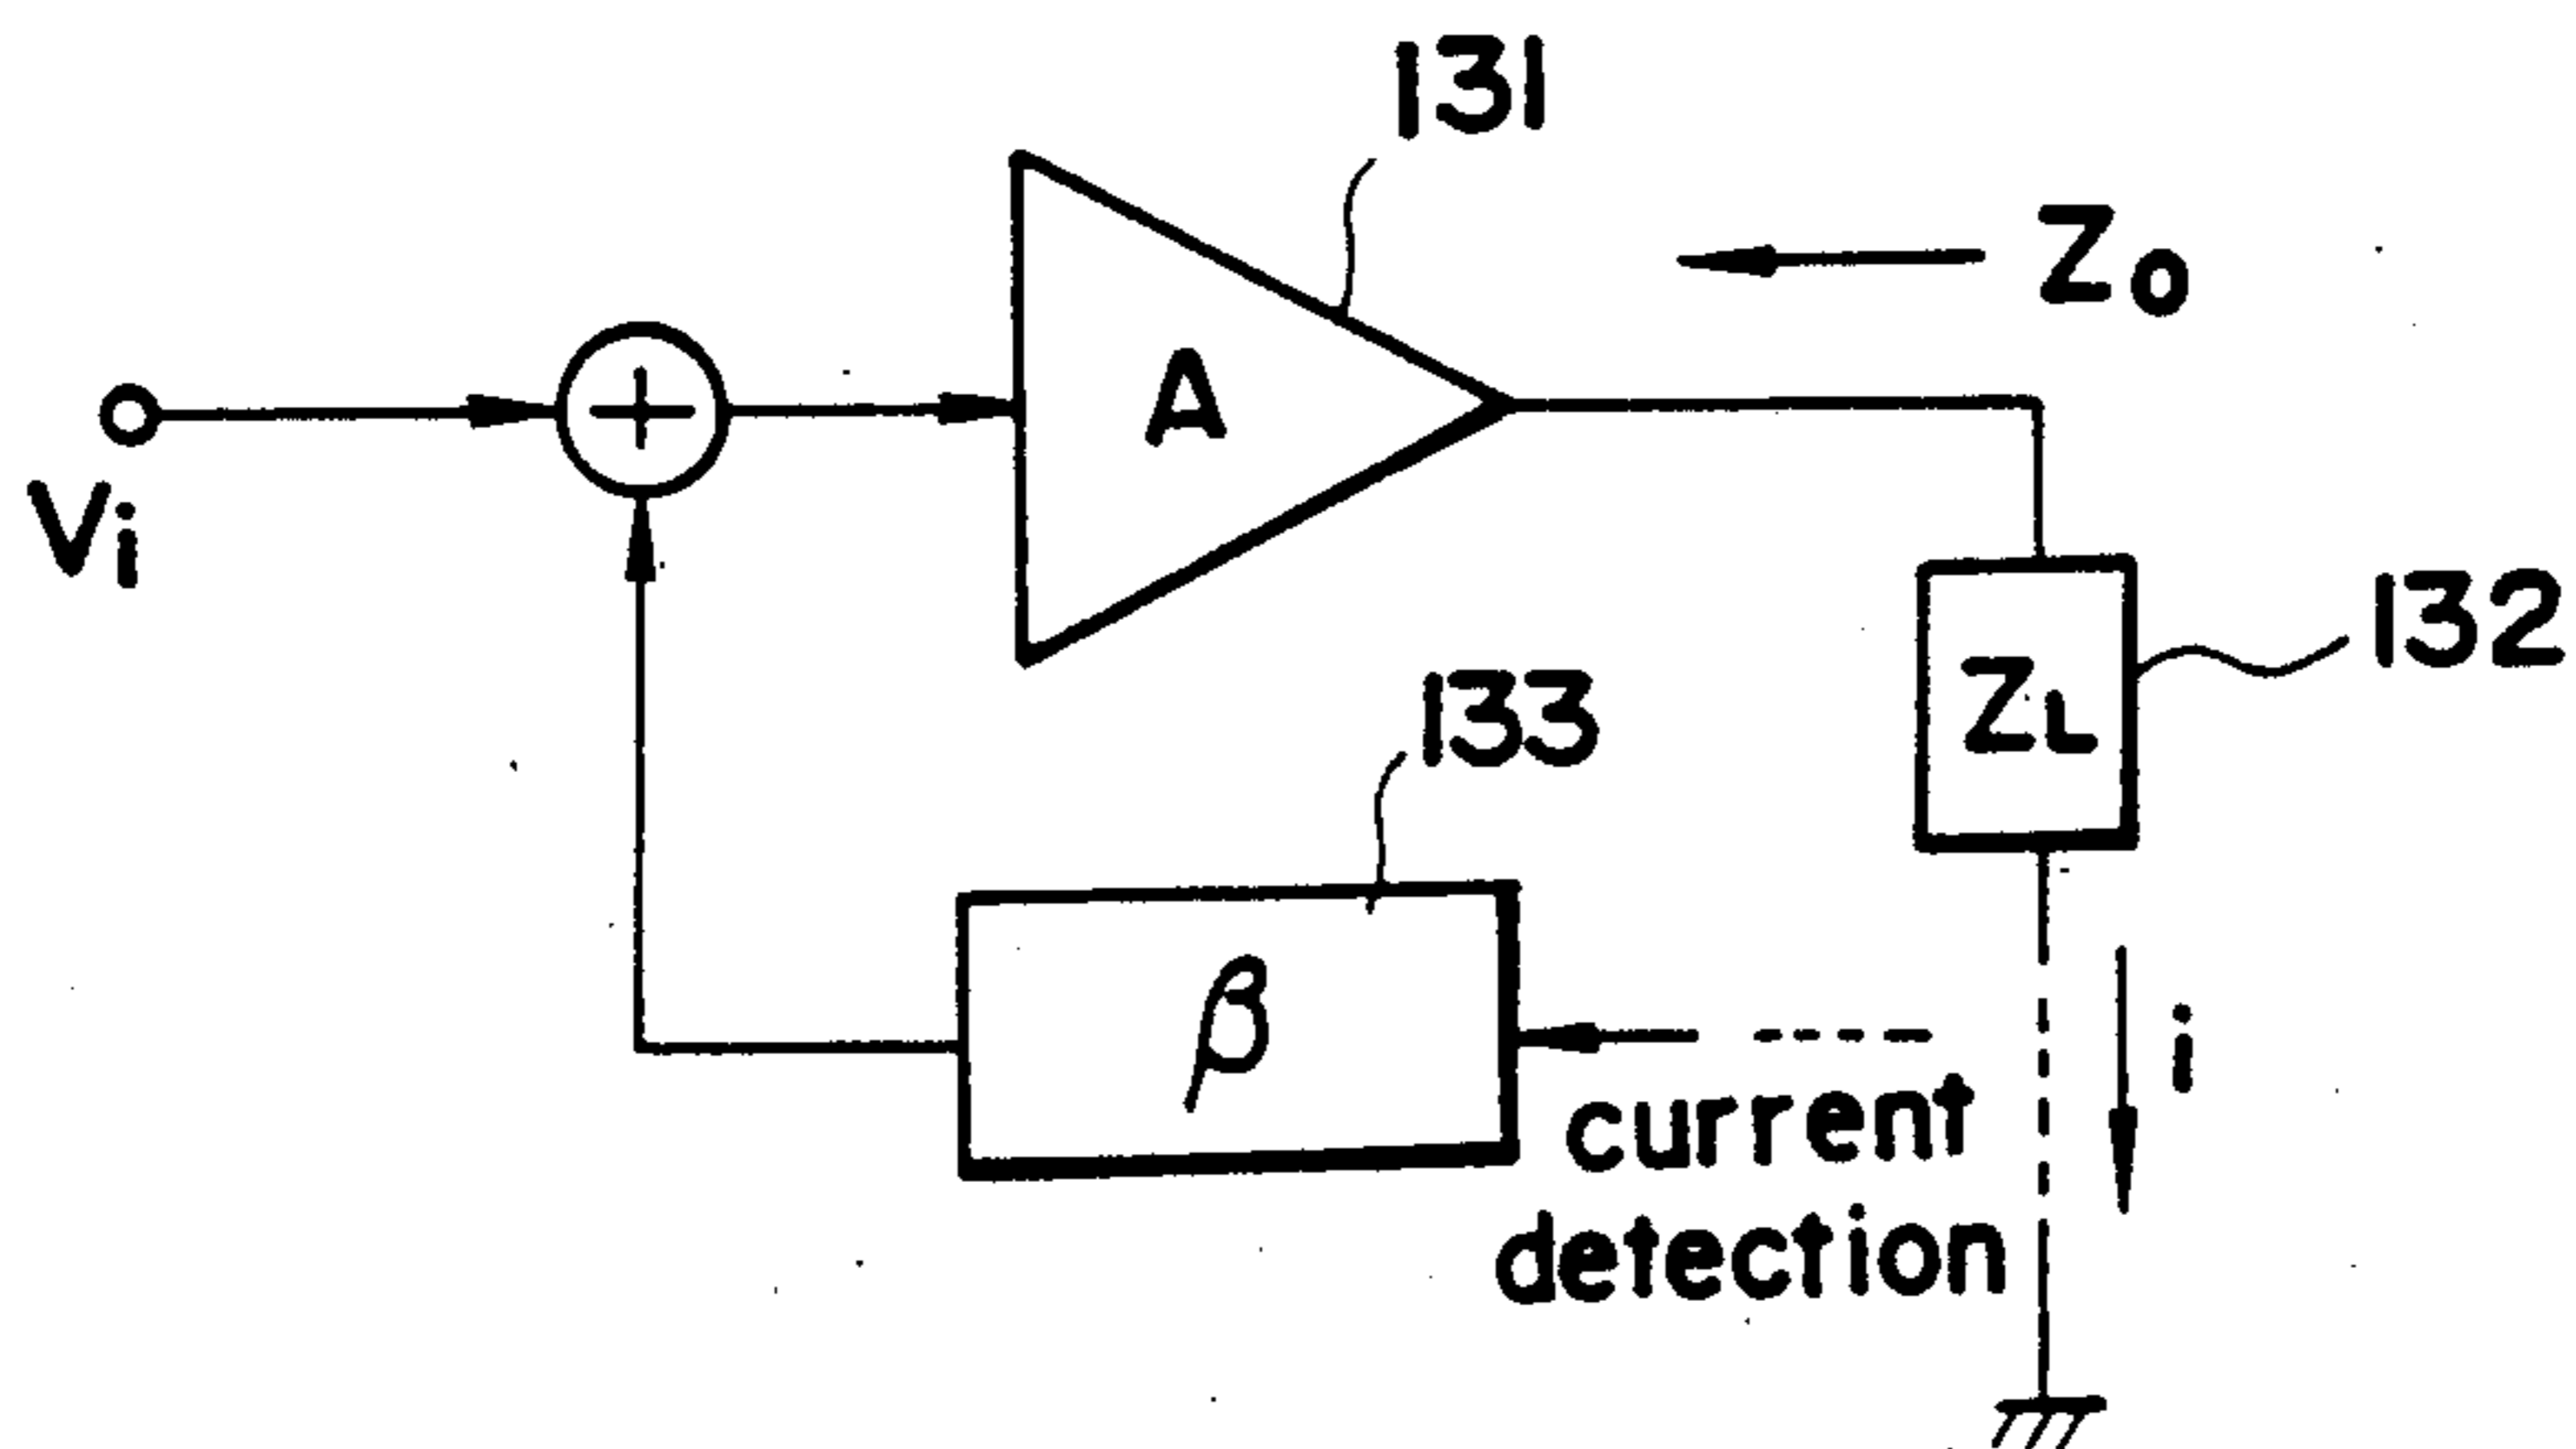 131
Zo
A
Vi
132
ZL
133
β
i
current
detection